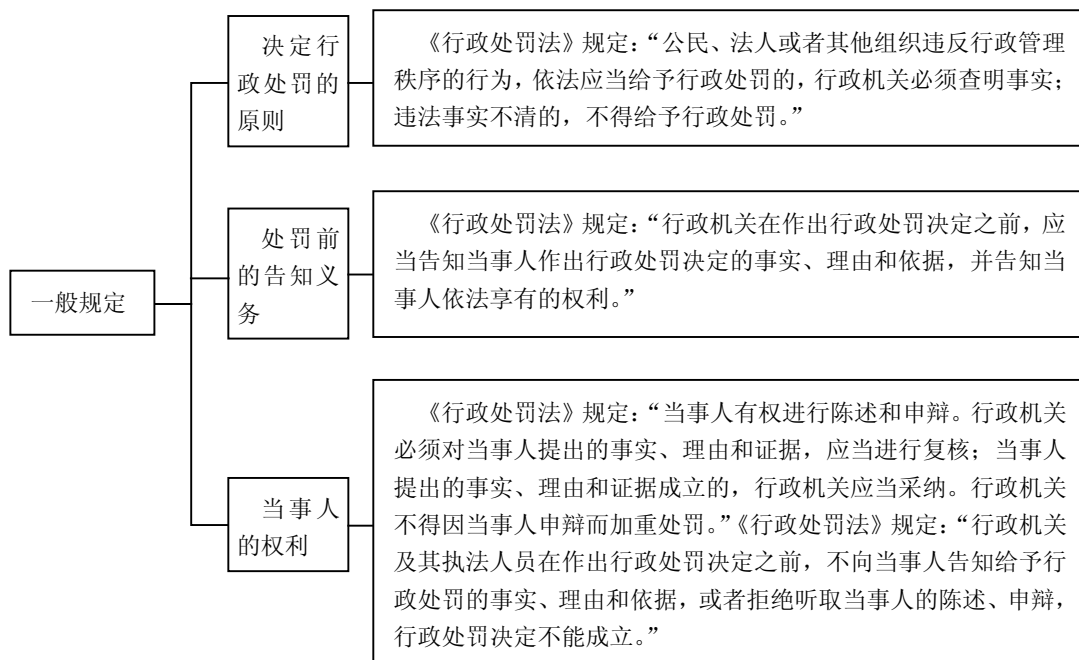 一般规定
决定行
政处罚的
原则
《行政处罚法》规定：“公民、法人或者其他组织违反行政管理
秩序的行为，依法应当给予行政处罚的，行政机关必须查明事实；
违法事实不清的，不得给予行政处罚。”
处罚前
的告知义
务
《行政处罚法》规定：“行政机关在作出行政处罚决定之前，应
当告知当事人作出行政处罚决定的事实、理由和依据，并告知当
事人依法享有的权利。”
当事人
的权利
《行政处罚法》规定：“当事人有权进行陈述和申辩。行政机关
必须对当事人提出的事实、理由和证据，应当进行复核；当事人
提出的事实、理由和证据成立的，行政机关应当采纳。行政机关
不得因当事人申辩而加重处罚。”《行政处罚法》规定：“行政机关
及其执法人员在作出行政处罚决定之前，不向当事人告知给予行
政处罚的事实、理由和依据，或者拒绝听取当事人的陈述、申辩，
行政处罚决定不能成立。”